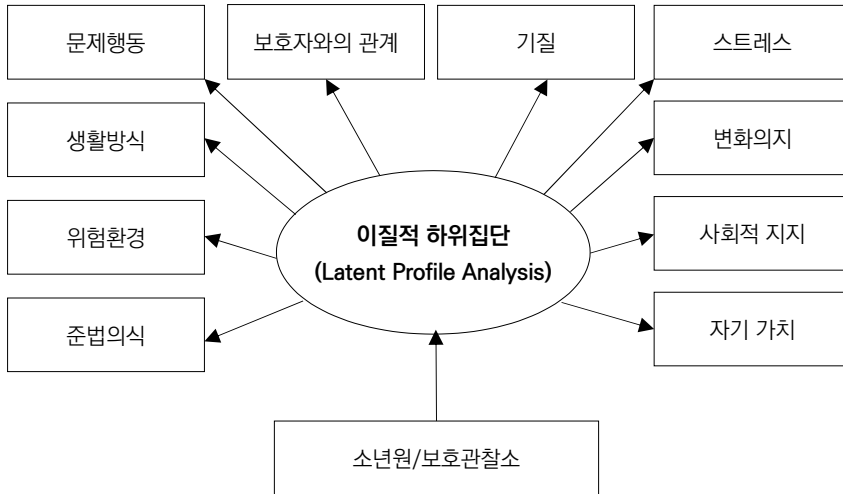 문제행동
보호자와의 관계
기질
스트레스
생활방식
변화의지
위험환경
이질적 하위집단
(Latent Profile Analysis)
사회적 지지
준법의식
자기 가치
소년원/보호관찰소